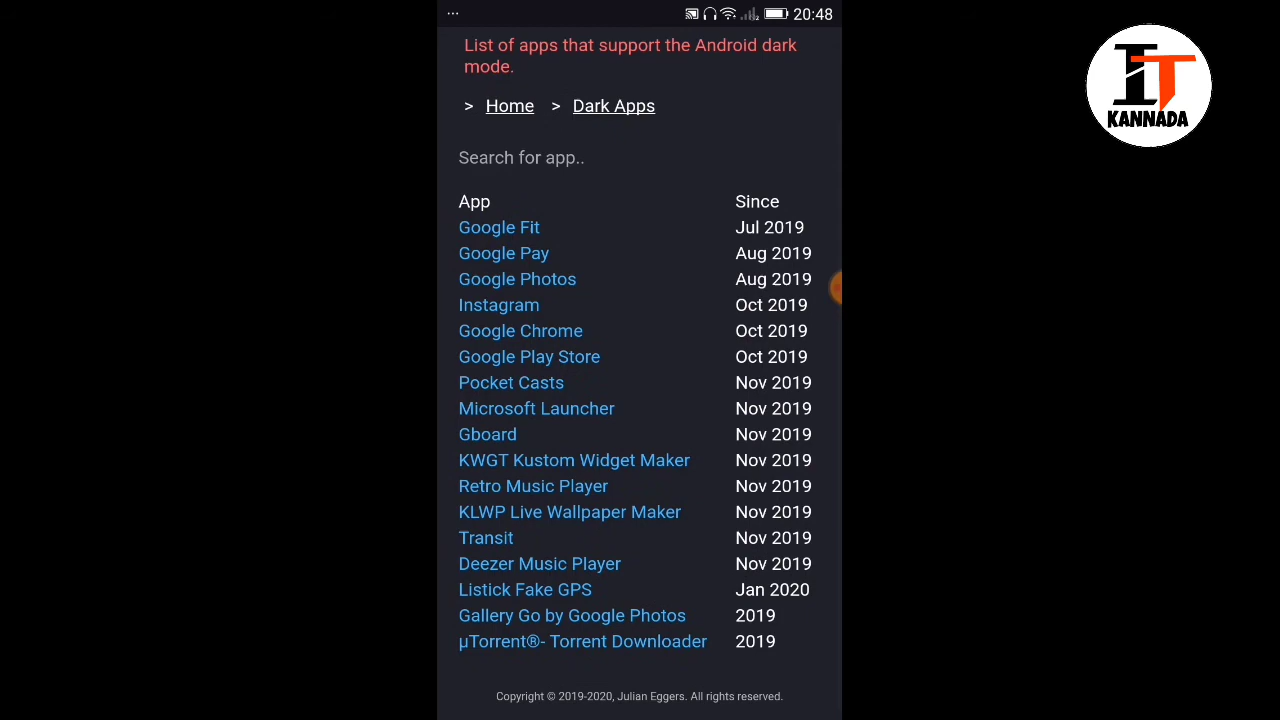 ... 20:48
List of apps that support the Android dark
mode.
> Home > Dark Apps
Search for app..
App Since
Google Fit Jul 2019
Google Pay Aug 2019
Google Photos Aug 2019
Instagram Oct 2019
Google Chrome Oct 2019
Google Play Store Oct 2019
Pocket Casts Nov 2019
Microsoft Launcher Nov 2019
Gboard Nov 2019
KWGT Kustom Widget Maker Nov 2019
Retro Music Player Nov 2019
KLWP Live Wallpaper Maker Nov 2019
Transit Nov 2019
Deezer Music Player Nov 2019
Listick Fake GPS Jan 2020
Gallery Go by Google Photos 2019
µTorrent®- Torrent Downloader 2019
Copyright © 2019-2020, Julian Eggers. All rights reserved.
IT
KANNADA